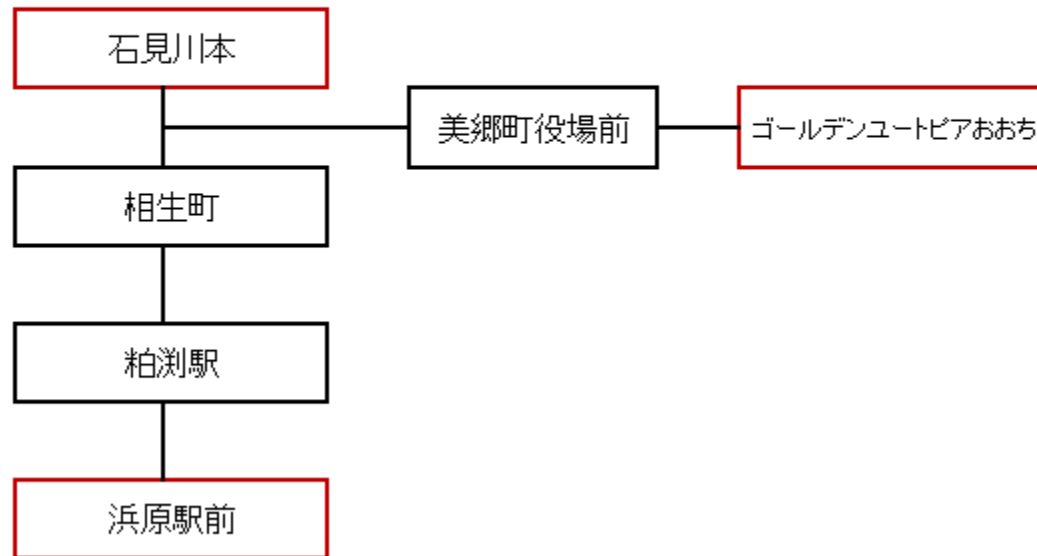 石見川本
美郷町役場前
ゴールデンユートピアおおち
相生町
粕渕駅
浜原駅前